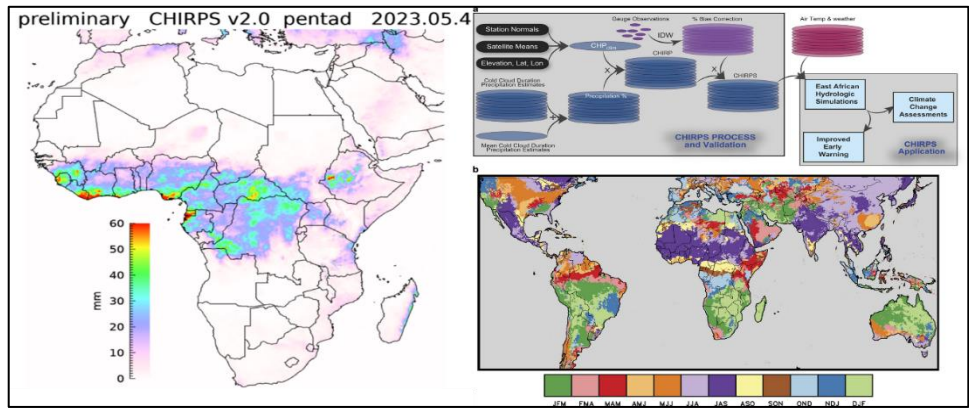 preliminary CHIRPS v2.0 pentad 2023.05.4
60
50
40
30
20
10
0
mm
a
Station Normals
Satellite Means
Elevation, Lat, Lon
Cold Cloud Duration
Precipitation Estimates
Mean Cold Cloud Duration
Precipitation Estimates
Gauge Observations
IDW
% Bias Correction
CHP
X
CHIRP
Precipitation %
X
CHIRPS
CHIRPS PROCESS
and Validation
Air Temp & weather
East African
Hydrologic
Simulations
Climate
Change
Assessments
Improved
Early
Warning
CHIRPS
Application
b
JFM FMA MAM AMJ MJJ JJA JAS ASO SON OND NDJ DJF